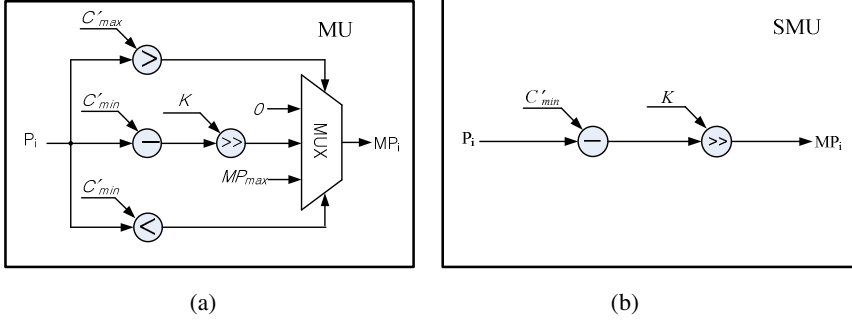 C'max
MU
>
C'min
K
0
Pi
−
>>
MUX
MPi
MPmax
C'min
<
(a)
SMU
C'min
K
Pi
−
>>
MPi
(b)